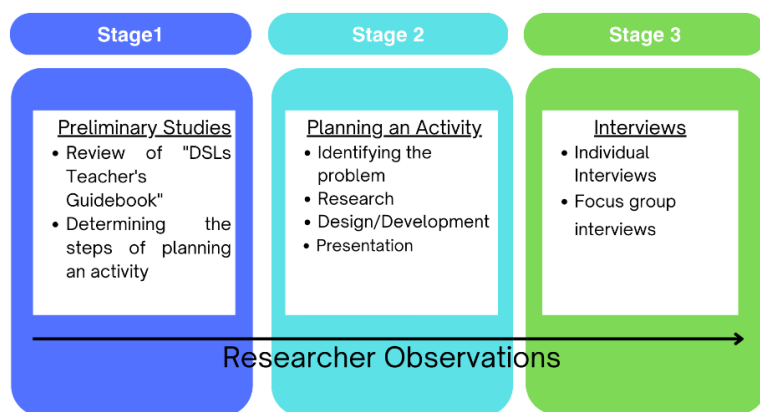 Stage1
Stage 2
Stage 3
Preliminary Studies
• Review of "DSLs
Teacher's
Guidebook"
• Determining the
steps of planning
an activity
Planning an Activity
• Identifying the
problem
• Research
• Design/Development
• Presentation
Interviews
• Individual
Interviews
• Focus group
interviews
Researcher Observations